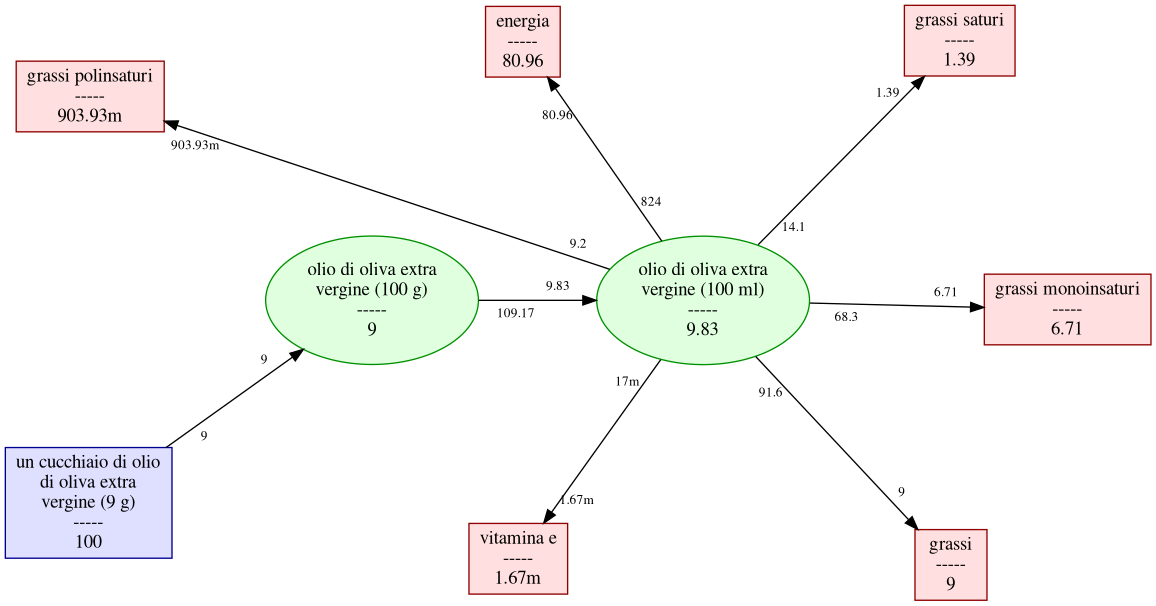 energia
-----
80.96
grassi saturi
-----
1.39
grassi polinsaturi
-----
903.93m
1.39
80.96
903.93m
824
14.1
9.2
olio di oliva extra
vergine (100 g)
-----
9
9.83
109.17
olio di oliva extra
vergine (100 ml)
-----
9.83
6.71
68.3
grassi monoinsaturi
-----
6.71
9
9
17m
91.6
un cucchiaio di olio
di oliva extra
vergine (9 g)
-----
100
1.67m
9
vitamina e
-----
1.67m
grassi
-----
9